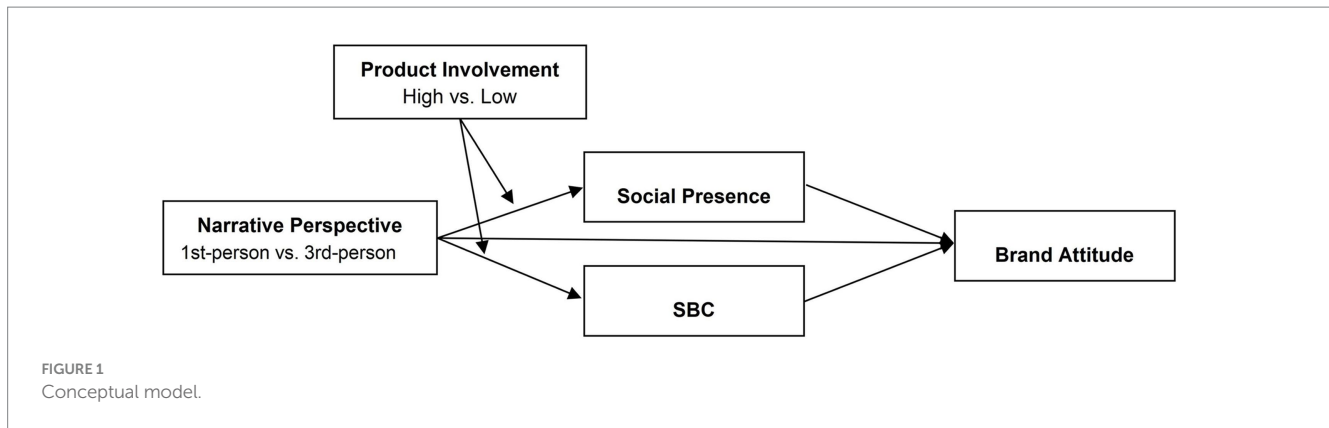 Product Involvement
High vs. Low
Social Presence
Narrative Perspective
1st-person vs. 3rd-person
Brand Attitude
SBC
FIGURE 1
Conceptual model.